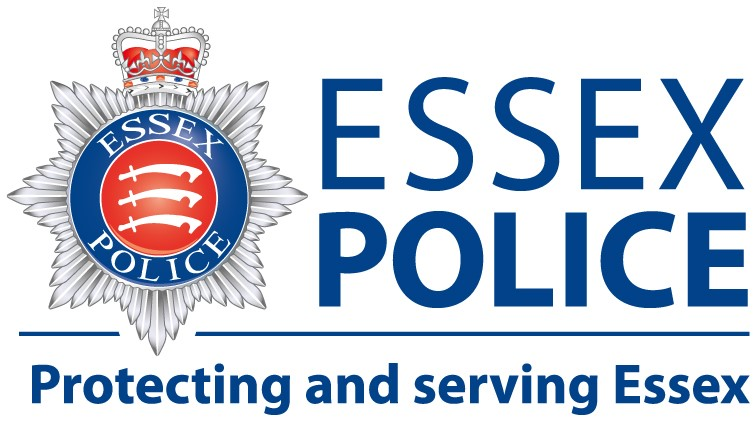 ESSEX
POLICE
ESSEX
POLICE
Protecting and serving Essex